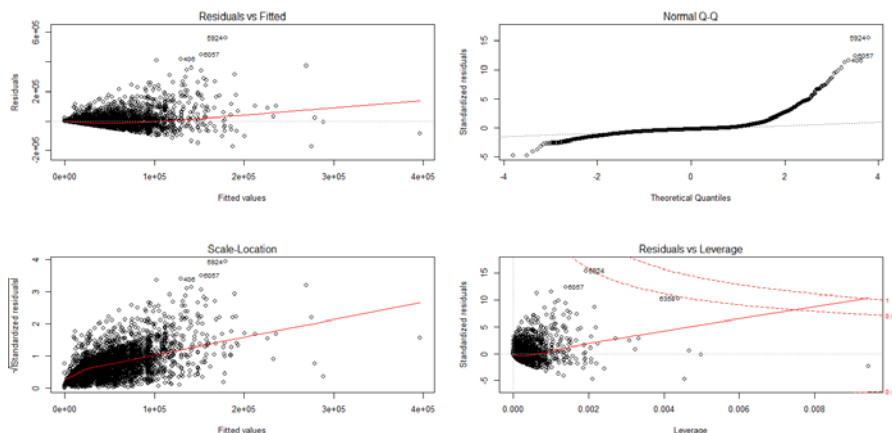 Residuals vs Fitted
Residuals
6e+05
2e+05
-2e+05
5924
6057
406
0e+00 1e+05 2e+05 3e+05 4e+05
Fitted values
Normal Q-Q
Standardized residuals
15
10
5
0
-5
5924
6057
406
-4 -2 0 2 4
Theoretical Quantiles
Scale-Location
√|Standardized residuals|
4
3
2
1
0
5924
406 6057
0e+00 1e+05 2e+05 3e+05 4e+05
Fitted values
Residuals vs Leverage
Standardized residuals
15
10
5
0
-5
5924
6057
0.000 0.002 0.004 0.006 0.008
Leverage